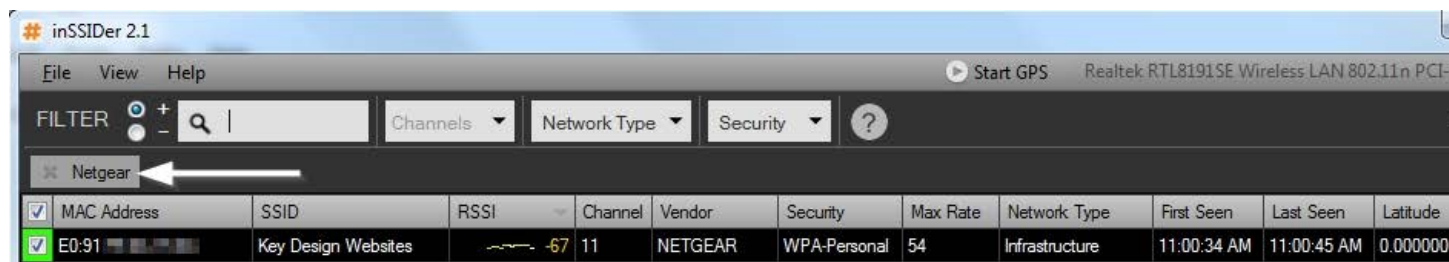 inSSIDer 2.1
File View Help Start GPS Realtek RTL8191SE Wireless LAN 802.11n PCI-
FILTER + − Channels Network Type Security ?
Netgear
MAC Address SSID RSSI Channel Vendor Security Max Rate Network Type First Seen Last Seen Latitude
E0:91 Key Design Websites -67 11 NETGEAR WPA-Personal 54 Infrastructure 11:00:34 AM 11:00:45 AM 0.000000